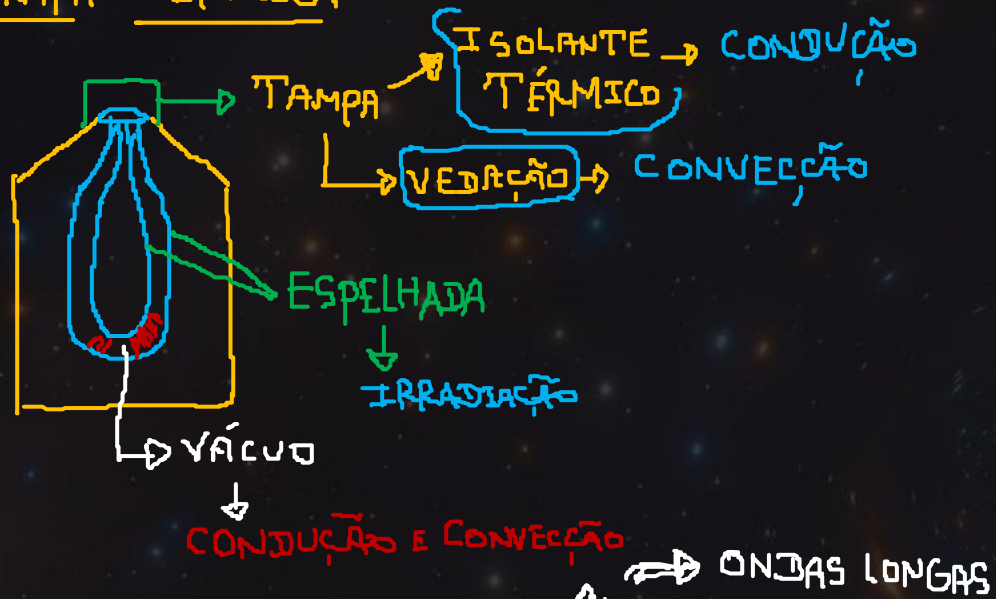 TAMPA
ISOLANTE
TÉRMICO
CONDUÇÃO
VEDAÇÃO
CONVECÇÃO
ESPELHADA
IRRADIAÇÃO
VÁCUO
CONDUÇÃO E CONVECÇÃO
ONDAS LONGAS